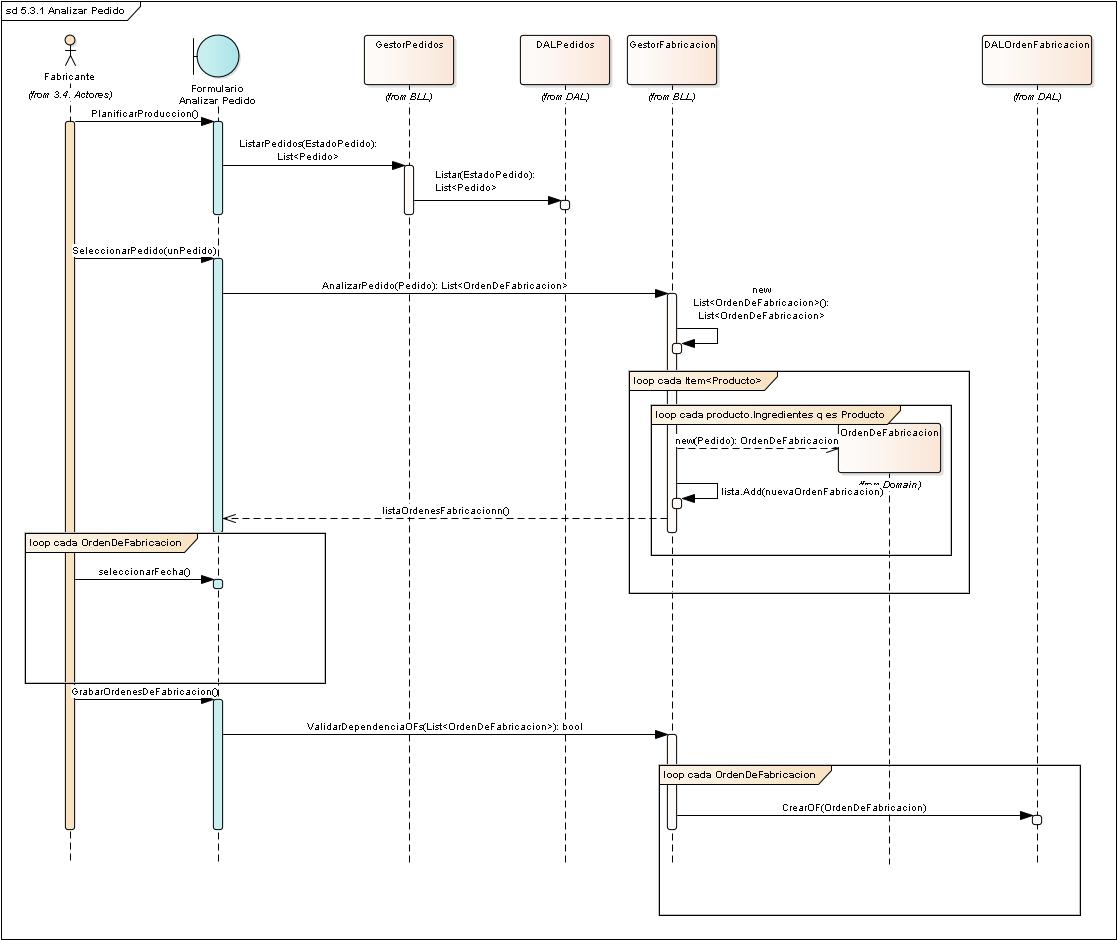 sd 5.3.1 Analizar Pedido
Fabricante
(from 3.4. Actores)
Formulario
Analizar Pedido
GestorPedidos
(from BLL)
DALPedidos
(from DAL)
GestorFabricacion
(from BLL)
DALOrdenFabricacion
(from DAL)
PlanificarProduccion()
ListarPedidos(EstadoPedido):
List<Pedido>
Listar(EstadoPedido):
List<Pedido>
SeleccionarPedido(unPedido)
AnalizarPedido(Pedido): List<OrdenDeFabricacion>
new
List<OrdenDeFabricacion>():
List<OrdenDeFabricacion>
loop cada Item<Producto>
loop cada producto.Ingredientes q es Producto
new(Pedido): OrdenDeFabricacion
OrdenDeFabricacion
(from Domain)
lista.Add(nuevaOrdenFabricacion)
listaOrdenesFabricacionn()
loop cada OrdenDeFabricacion
seleccionarFecha()
GrabarOrdenesDeFabricacion()
ValidarDependenciaOFs(List<OrdenDeFabricacion>): bool
loop cada OrdenDeFabricacion
CrearOF(OrdenDeFabricacion)